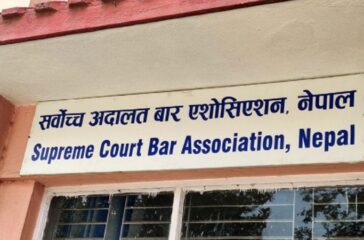 सर्वोच्च अदालत बार एशोसिएशन, नेपाल
Supreme Court Bar Association, Nepal